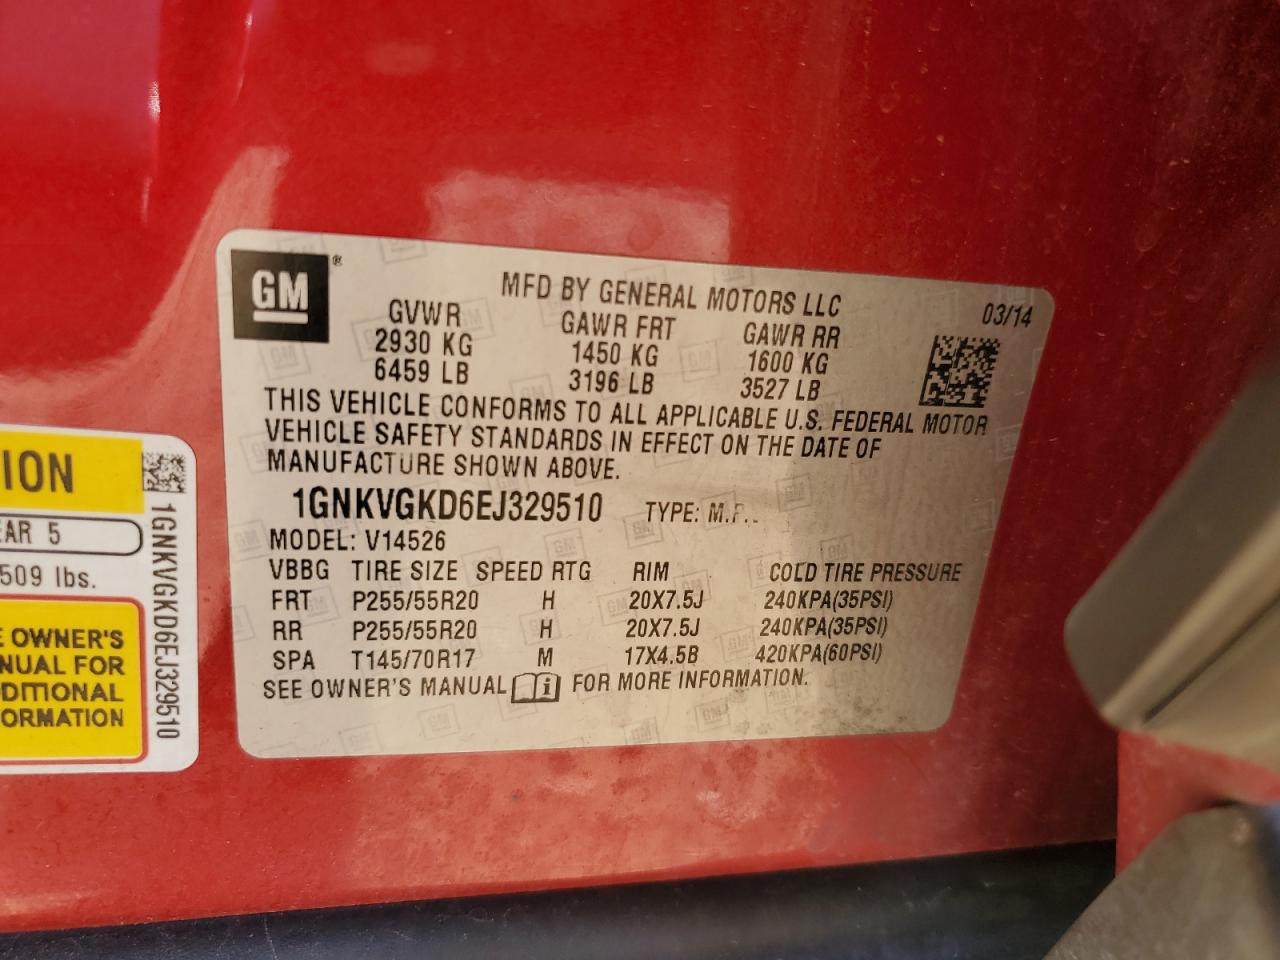 GM ®
MFD BY GENERAL MOTORS LLC
03/14
GVWR GAWR FRT GAWR RR
2930 KG 1450 KG 1600 KG
6459 LB 3196 LB 3527 LB
THIS VEHICLE CONFORMS TO ALL APPLICABLE U.S. FEDERAL MOTOR
VEHICLE SAFETY STANDARDS IN EFFECT ON THE DATE OF
MANUFACTURE SHOWN ABOVE.
1GNKVGKD6EJ329510 TYPE: M.P..
MODEL: V14526
VBBG TIRE SIZE SPEED RTG RIM COLD TIRE PRESSURE
FRT P255/55R20 H 20X7.5J 240KPA(35PSI)
RR P255/55R20 H 20X7.5J 240KPA(35PSI)
SPA T145/70R17 M 17X4.5B 420KPA(60PSI)
SEE OWNER'S MANUAL i FOR MORE INFORMATION.
ION
EAR 5
509 lbs.
E OWNER'S
NUAL FOR
DDITIONAL
ORMATION
1GNKVGKD6EJ329510